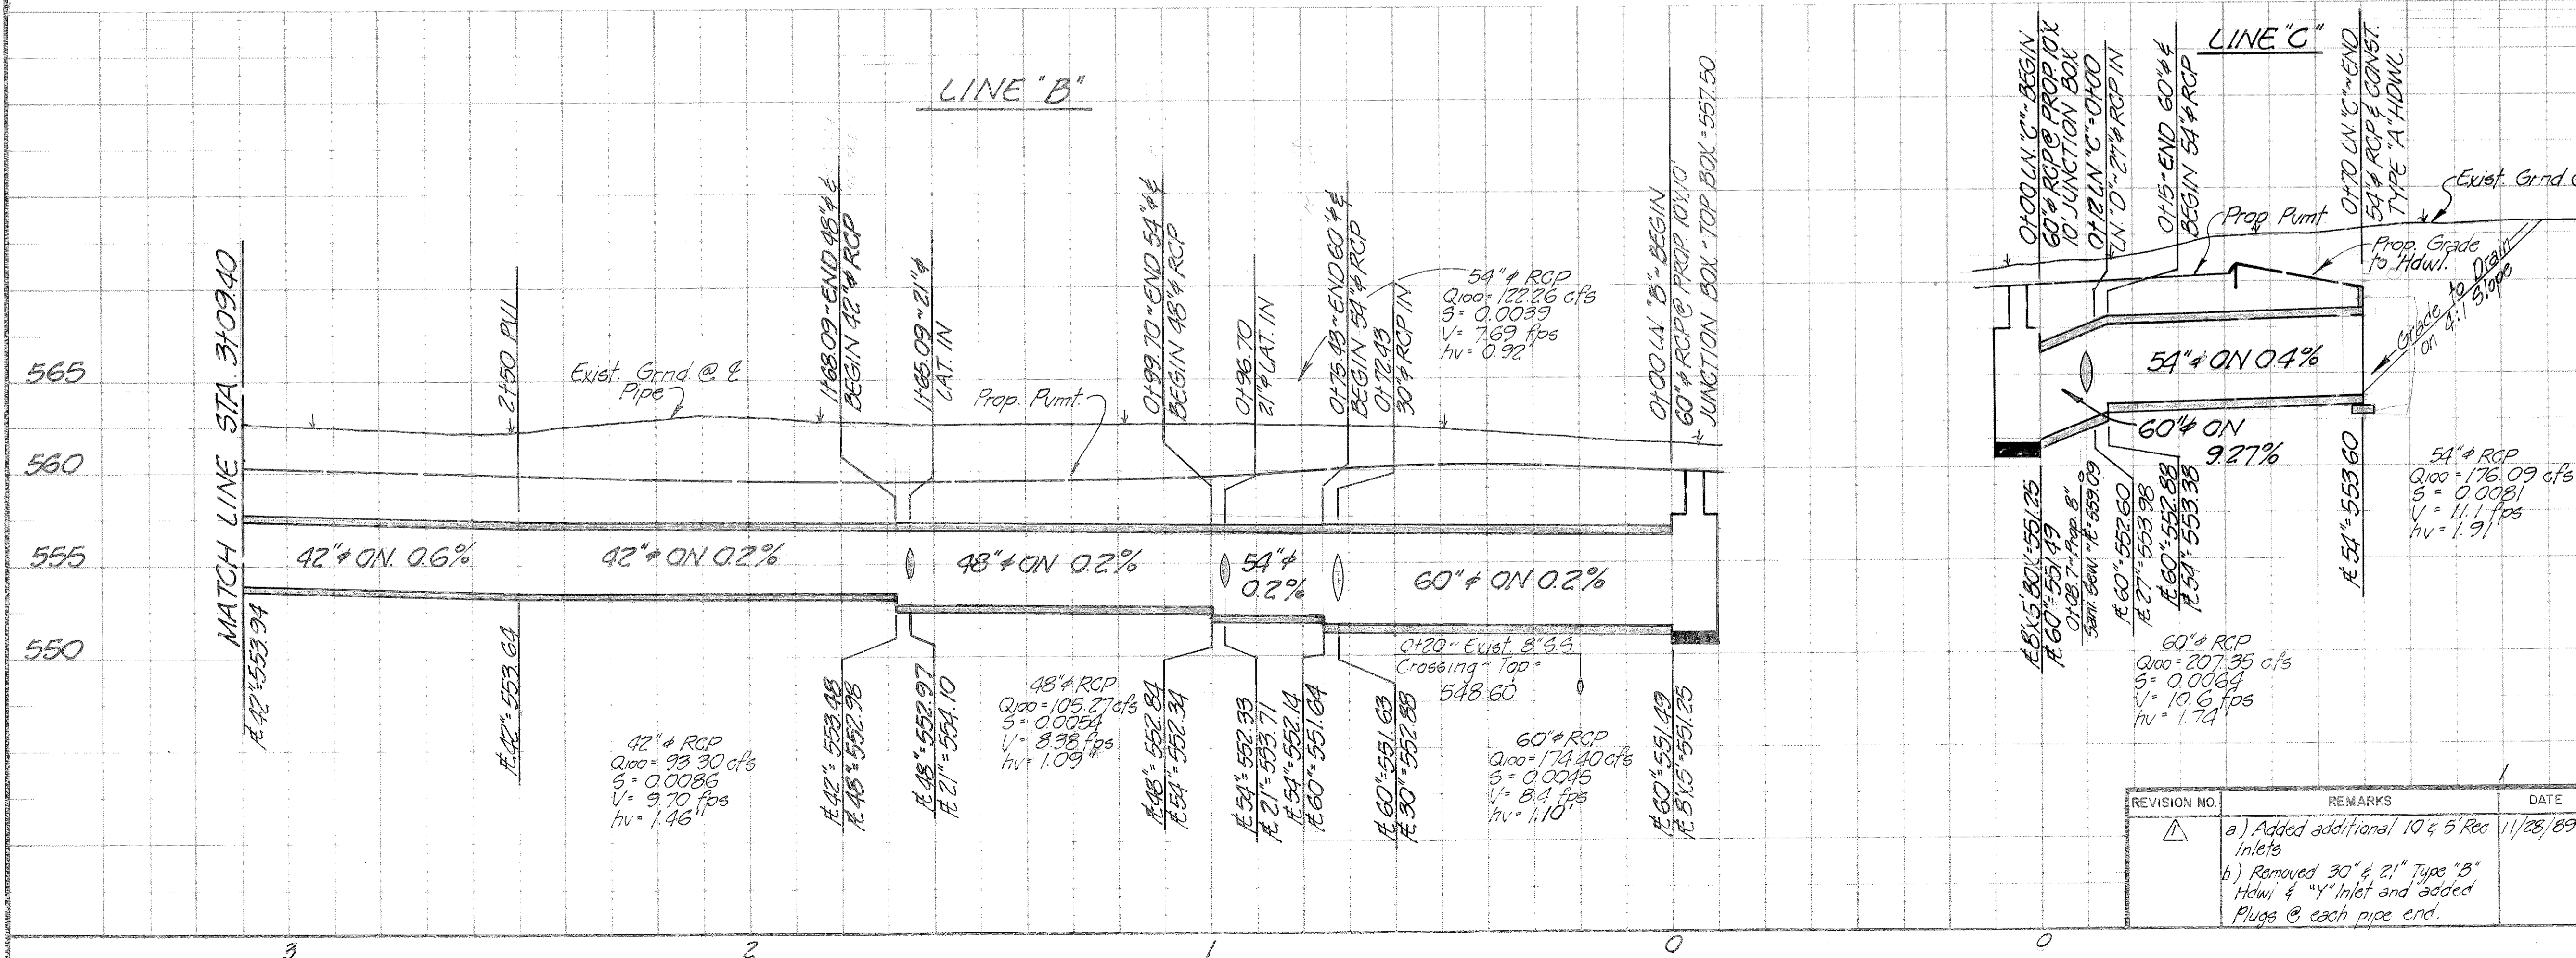 LINE "B"
565
560
555
550
MATCH LINE STA. 3+09.40
2+50 PVI
Exist. Grnd. @ ℄
Pipe
1+68.09~END 48"ϕ &
BEGIN 42"ϕ RCP
1+65.09~21"ϕ
LAT. IN
Prop. Pvmt.
0+99.70~END 54"ϕ &
BEGIN 48"ϕ RCP
0+96.70
21"ϕ LAT. IN
0+75.43~END 60"ϕ &
BEGIN 54"ϕ RCP
0+72.43
30"ϕ RCP IN
54"ϕ RCP
Q100= 122.26 cfs
S= 0.0039
V= 7.69 fps
hv= 0.92'
0+00 LN. "B"~BEGIN
60"ϕ RCP@ PROP. 10'X10'
JUNCTION BOX~TOP BOX=557.50
42"ϕ ON 0.6%
42"ϕ ON 0.2%
48"ϕ ON 0.2%
54"ϕ
0.2%
60"ϕ ON 0.2%
0+20~Exist. 8"S.S.
Crossing~Top=
548.60
℄42"=553.94
℄42"=553.64
42"ϕ RCP
Q100= 93.30 cfs
S= 0.0086
V= 9.70 fps
hv= 1.46'
℄42"=553.48
℄48"=552.98
℄48"=552.97
℄21"=554.10
48"ϕ RCP
Q100=105.27cfs
S= 0.0054
V= 8.38 fps
hv= 1.09'
℄48"=552.84
℄54"=552.34
℄54"=552.33
℄21"=553.71
℄54"=552.14
℄60"=551.64
℄60"=551.63
℄30"=552.88
60"ϕ RCP
Q100=174.40cfs
S= 0.0045
V= 8.4 fps
hv= 1.10'
℄60"=551.49
℄8'X5'=551.25
3
2
1
0
LINE "C"
0+00 LN. "C"~BEGIN
60"ϕ RCP@ PROP. 10'X
10' JUNCTION BOX
0+12 LN. "C"=0+00
LN. "D"~27"ϕ RCP IN
0+15~END 60"ϕ &
BEGIN 54"ϕ RCP
0+70 LN. "C"~END
54"ϕ RCP & CONST.
TYPE "A" HDWL.
Exist. Grnd
Prop Pvmt
Prop. Grade
to Hdwl.
Grade to Drain
on 4:1 Slope
54"ϕ ON 0.4%
60"ϕ ON
9.27%
℄8'X5' BOX=551.25
℄60"=551.49
0+08.7~Prop. 8"
Sani. Sew.~℄=559.09
℄60"=552.60
℄27"=553.98
℄60"=552.88
℄54"=553.38
℄54"=553.60
54"ϕ RCP
Q100=176.09 cfs
S= 0.0081
V= 11.1 fps
hv= 1.91'
60"ϕ RCP
Q100=207.35 cfs
S= 0.0064
V= 10.6 fps
hv= 1.74'
0
REVISION NO. REMARKS DATE
1 a.) Added additional 10' & 5' Rec 11/28/89
Inlets
b.) Removed 30" & 21" Type "B"
Hdwl & "Y" Inlet and added
Plugs @ each pipe end.